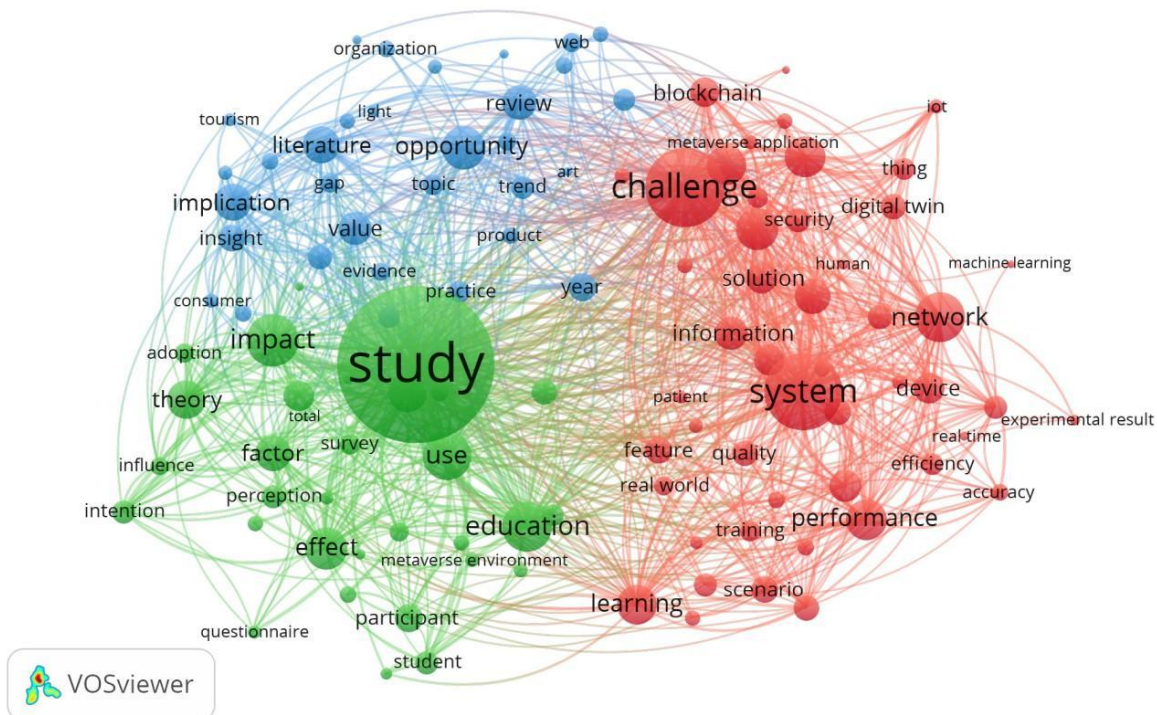 organization
web
blockchain
review
light
iot
tourism
literature
opportunity
metaverse application
art
thing
gap
topic
trend
challenge
implication
digital twin
value
security
insight
product
evidence
human
machine learning
solution
consumer
practice
year
network
impact
information
adoption
study
system
device
theory
patient
total
experimental result
survey
real time
factor
use
feature
quality
influence
efficiency
real world
perception
accuracy
intention
education
training
performance
effect
metaverse environment
scenario
learning
participant
questionnaire
student
VOSviewer